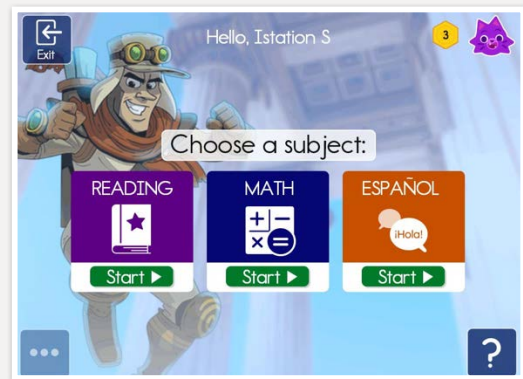 Exit
Hello, Istation S
3
Choose a subject:
READING
MATH
ESPAÑOL
+ −
× =
¡Hola!
Start
Start
Start
?